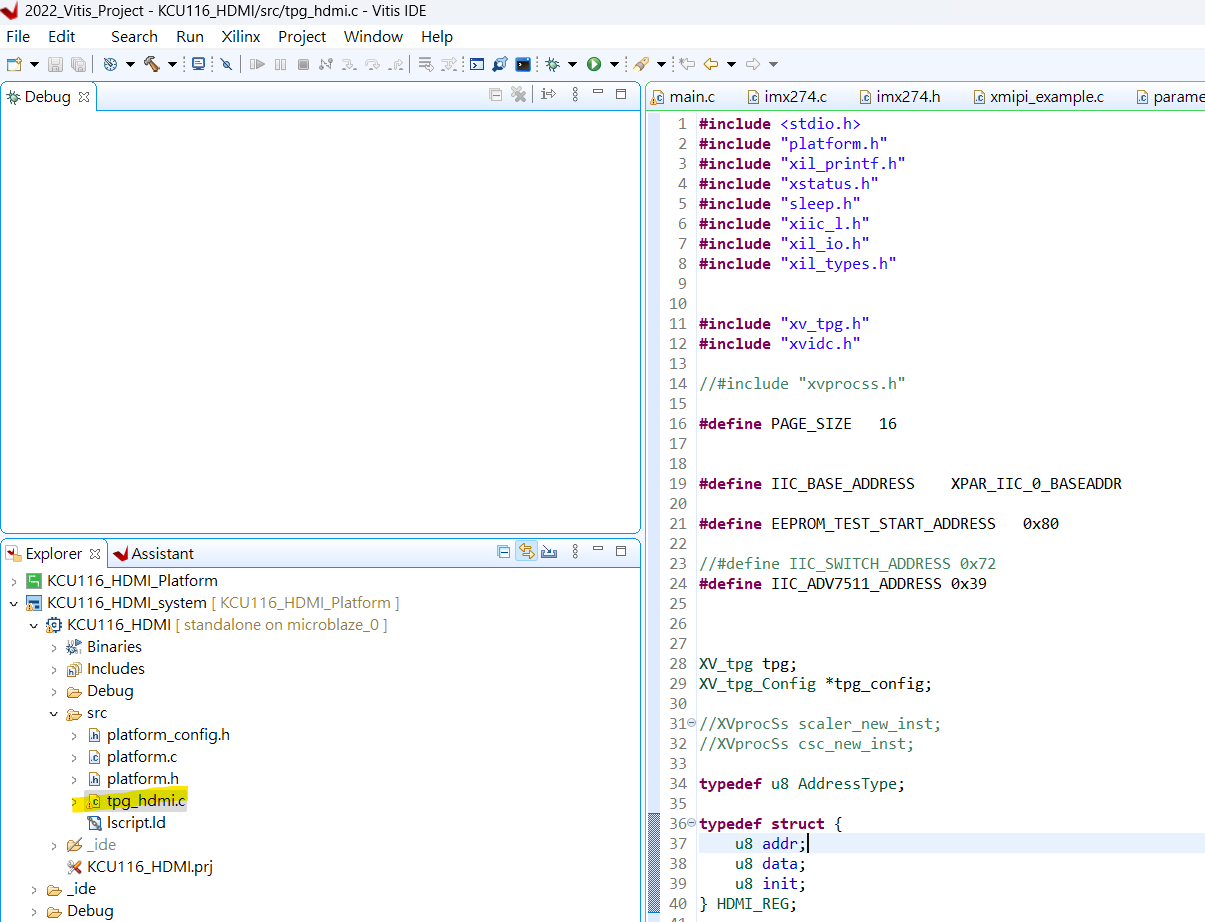 2022_Vitis_Project - KCU116_HDMI/src/tpg_hdmi.c - Vitis IDE
File Edit Search Run Xilinx Project Window Help
Debug
main.c imx274.c imx274.h xmipi_example.c parame
1 #include <stdio.h>
2 #include "platform.h"
3 #include "xil_printf.h"
4 #include "xstatus.h"
5 #include "sleep.h"
6 #include "xiic_l.h"
7 #include "xil_io.h"
8 #include "xil_types.h"
9
10
11 #include "xv_tpg.h"
12 #include "xvidc.h"
13
14 //#include "xvprocss.h"
15
16 #define PAGE_SIZE   16
17
18
19 #define IIC_BASE_ADDRESS    XPAR_IIC_0_BASEADDR
20
21 #define EEPROM_TEST_START_ADDRESS   0x80
22
23 //#define IIC_SWITCH_ADDRESS 0x72
24 #define IIC_ADV7511_ADDRESS 0x39
25
26
27
28 XV_tpg tpg;
29 XV_tpg_Config *tpg_config;
30
31 //XVprocSs scaler_new_inst;
32 //XVprocSs csc_new_inst;
33
34 typedef u8 AddressType;
35
36 typedef struct {
37     u8 addr;
38     u8 data;
39     u8 init;
40 } HDMI_REG;
Explorer Assistant
KCU116_HDMI_Platform
KCU116_HDMI_system [ KCU116_HDMI_Platform ]
KCU116_HDMI [ standalone on microblaze_0 ]
Binaries
Includes
Debug
src
platform_config.h
platform.c
platform.h
tpg_hdmi.c
lscript.ld
_ide
KCU116_HDMI.prj
_ide
Debug